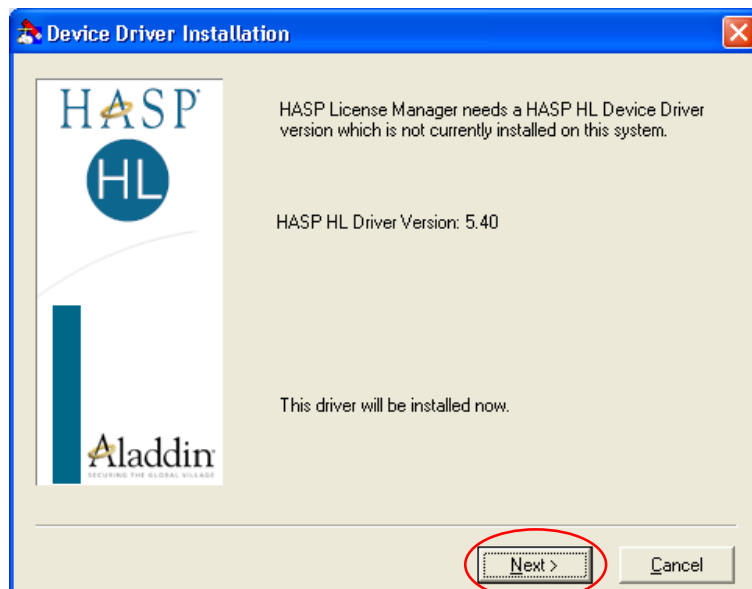 Device Driver Installation
HASP®
HL
HASP License Manager needs a HASP HL Device Driver
version which is not currently installed on this system.
HASP HL Driver Version: 5.40
This driver will be installed now.
Aladdin
SECURING THE GLOBAL VILLAGE
Next >
Cancel